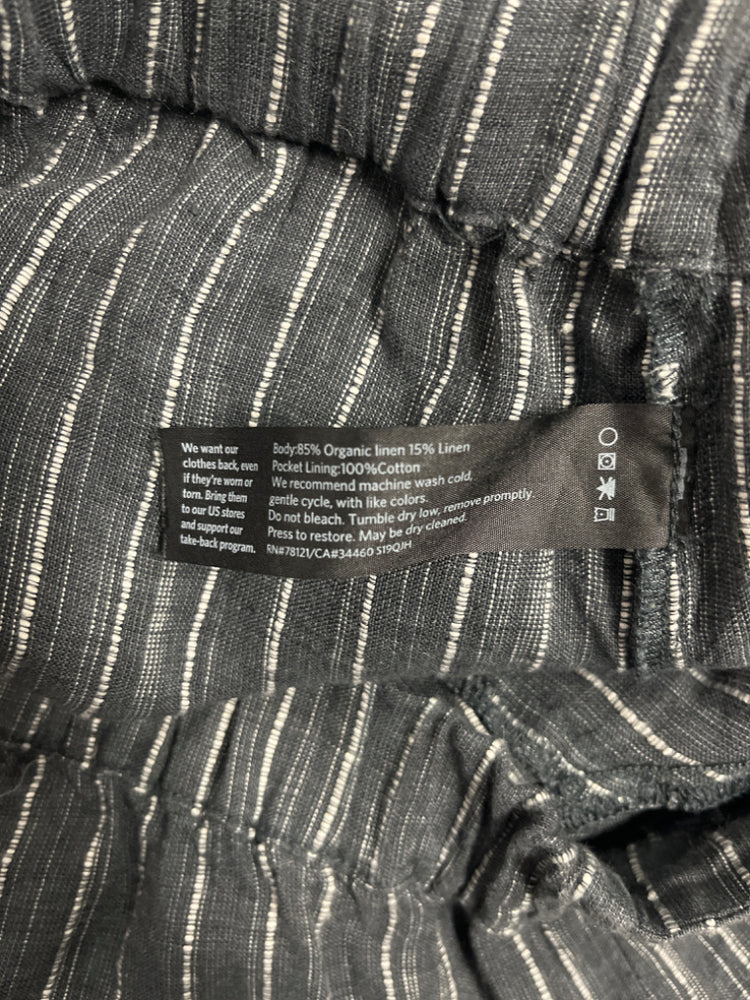 We want our
clothes back, even
if they're worn or
torn. Bring them
to our US stores
and support our
take-back program.
Body:85% Organic linen 15% Linen
Pocket Lining:100%Cotton
We recommend machine wash cold,
gentle cycle, with like colors.
Do not bleach. Tumble dry low, remove promptly.
Press to restore. May be dry cleaned.
RN#78121/CA#34460 S19QJH